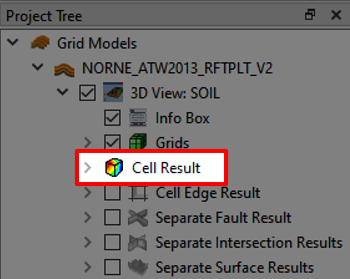 Project Tree
Grid Models
NORNE_ATW2013_RFTPLT_V2
3D View: SOIL
Info Box
Grids
Cell Result
Cell Edge Result
Separate Fault Result
Separate Intersection Results
Separate Surface Results